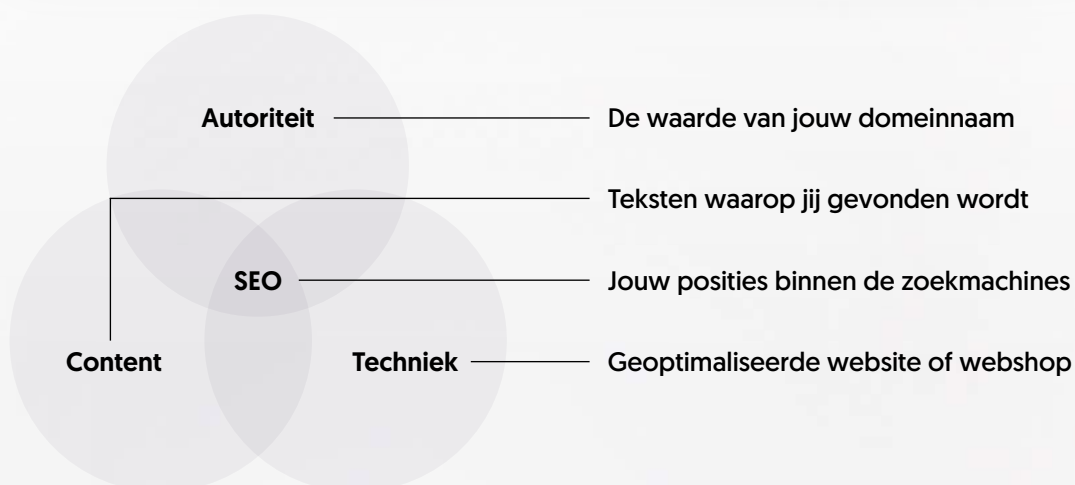 Autoriteit
De waarde van jouw domeinnaam
Teksten waarop jij gevonden wordt
SEO
Jouw posities binnen de zoekmachines
Content
Techniek
Geoptimaliseerde website of webshop